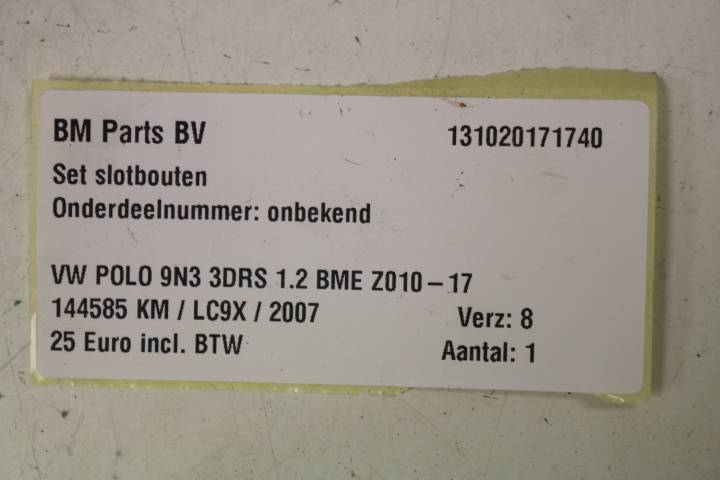 BM Parts BV 131020171740
Set slotbouten
Onderdeelnummer: onbekend
VW POLO 9N3 3DRS 1.2 BME Z010-17
144585 KM / LC9X / 2007 Verz: 8
25 Euro incl. BTW Aantal: 1